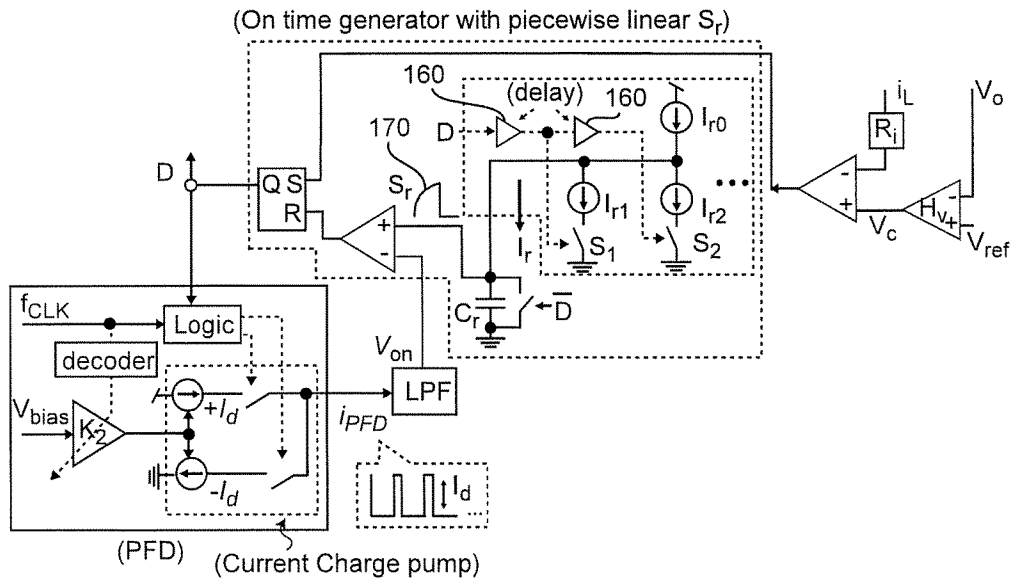 (On time generator with piecewise linear Sr)
160
(delay)
160
Ir0
iL
Vo
D
170
Ri
D
Q S
R
Sr
+
-
Ir
Ir1
Ir2
S1
S2
-
+
Vc
Hv
-
+
Vref
Cr
D̅
fCLK
Logic
decoder
Von
LPF
Vbias
K2
+Id
-Id
iPFD
Id
(PFD)
(Current Charge pump)